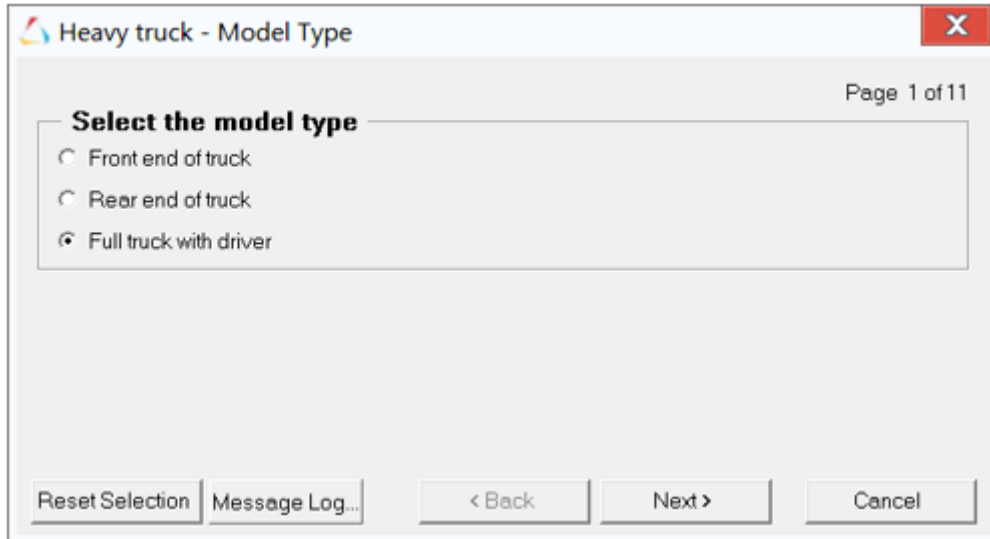 Heavy truck - Model Type
Page 1 of 11
Select the model type
Front end of truck
Rear end of truck
Full truck with driver
Reset Selection Message Log... < Back Next > Cancel